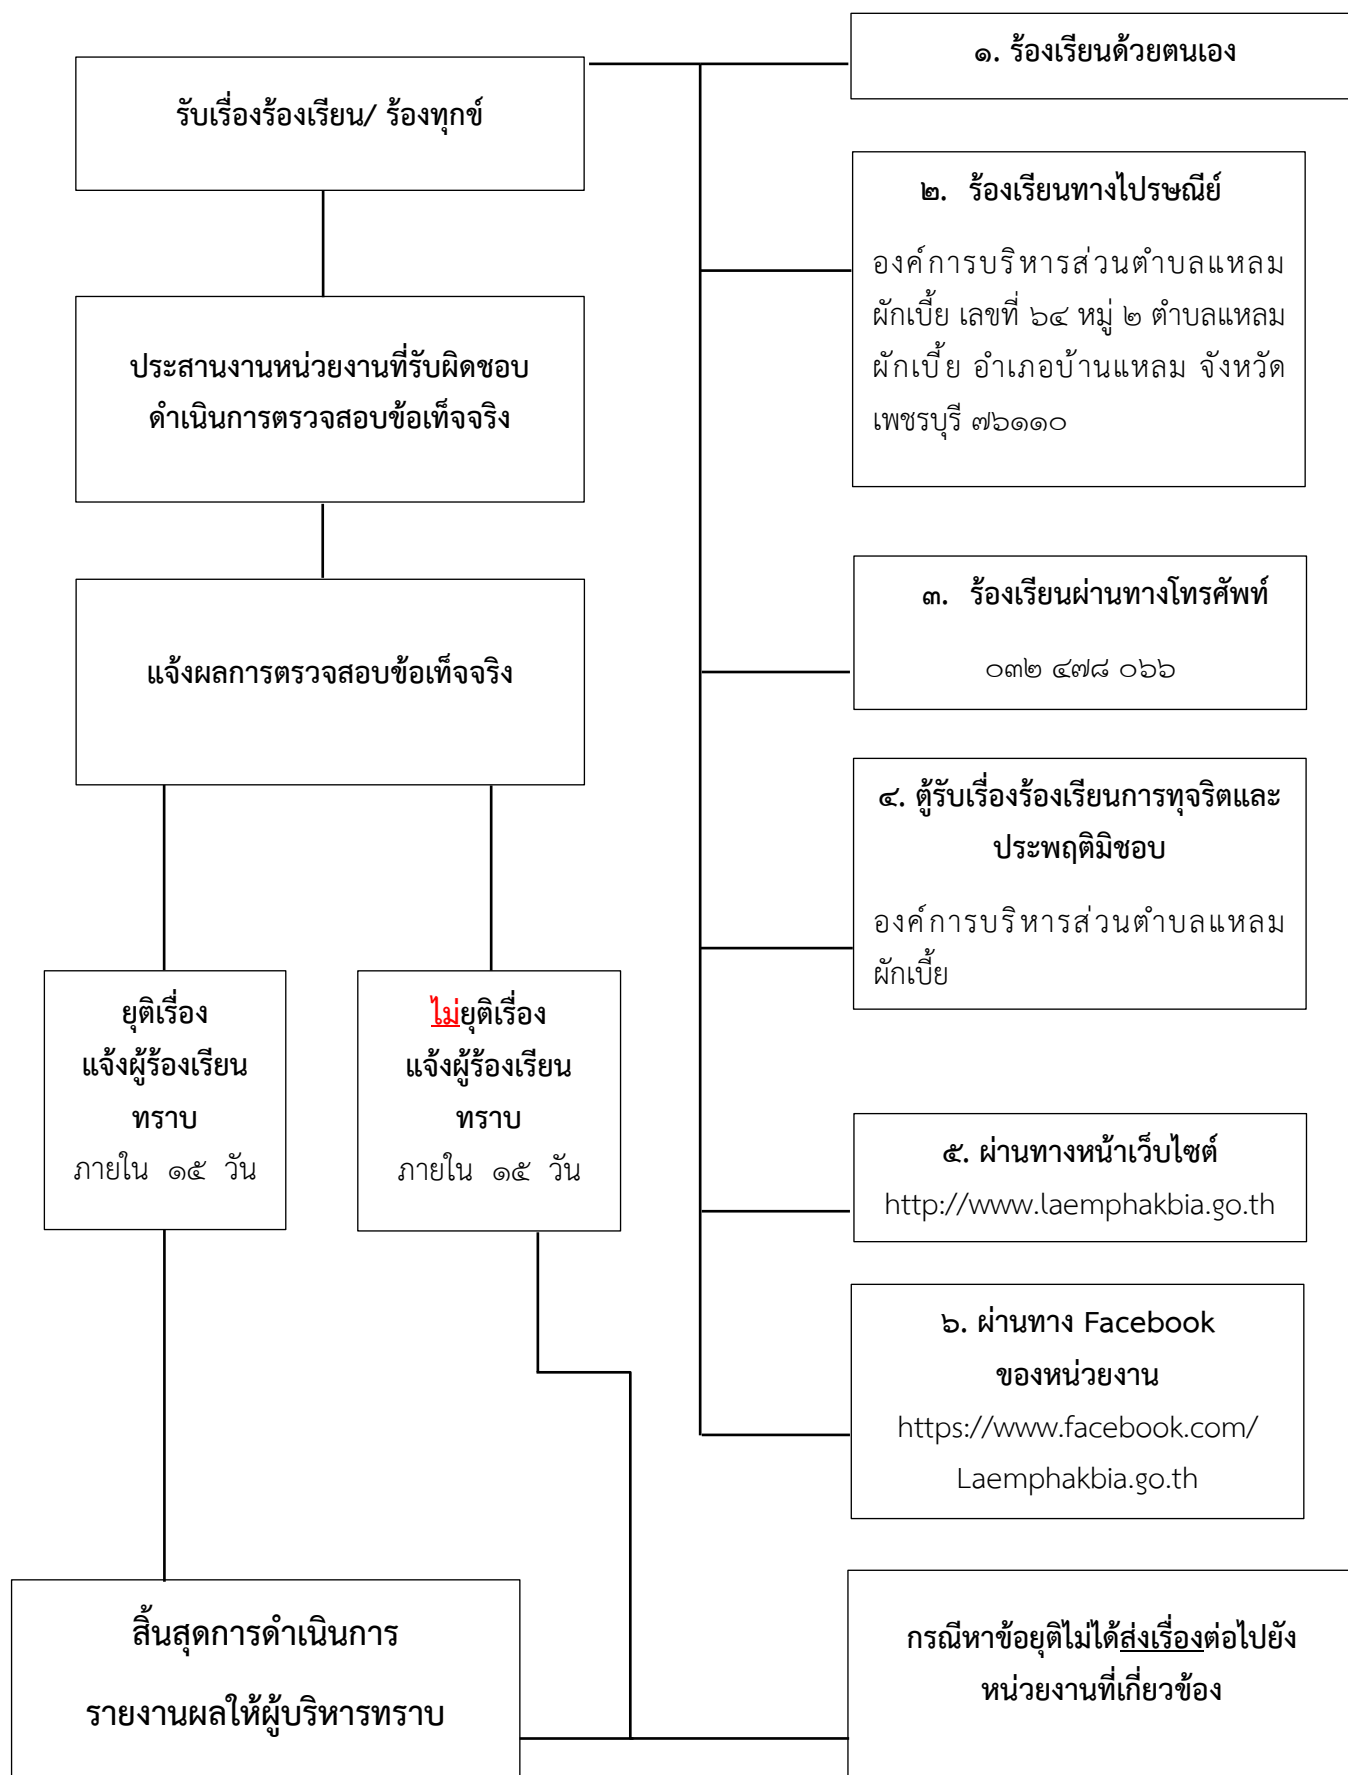 รับเรื่องร้องเรียน/ ร้องทุกข์
ประสานงานหน่วยงานที่รับผิดชอบ
ดำเนินการตรวจสอบข้อเท็จจริง
แจ้งผลการตรวจสอบข้อเท็จจริง
ยุติเรื่อง
แจ้งผู้ร้องเรียน
ทราบ
ภายใน ๑๕ วัน
ไม่ยุติเรื่อง
แจ้งผู้ร้องเรียน
ทราบ
ภายใน ๑๕ วัน
สิ้นสุดการดำเนินการ
รายงานผลให้ผู้บริหารทราบ
๑. ร้องเรียนด้วยตนเอง
๒. ร้องเรียนทางไปรษณีย์
องค์การบริหารส่วนตำบลแหลม
ผักเบี้ย เลขที่ ๖๔ หมู่ ๒ ตำบลแหลม
ผักเบี้ย อำเภอบ้านแหลม จังหวัด
เพชรบุรี ๗๖๑๑๐
๓. ร้องเรียนผ่านทางโทรศัพท์
๐๓๒ ๔๗๘ ๐๖๖
๔. ตู้รับเรื่องร้องเรียนการทุจริตและ
ประพฤติมิชอบ
องค์การบริหารส่วนตำบลแหลม
ผักเบี้ย
๕. ผ่านทางหน้าเว็บไซต์
http://www.laemphakbia.go.th
๖. ผ่านทาง Facebook
ของหน่วยงาน
https://www.facebook.com/
Laemphakbia.go.th
กรณีหาข้อยุติไม่ได้ส่งเรื่องต่อไปยัง
หน่วยงานที่เกี่ยวข้อง